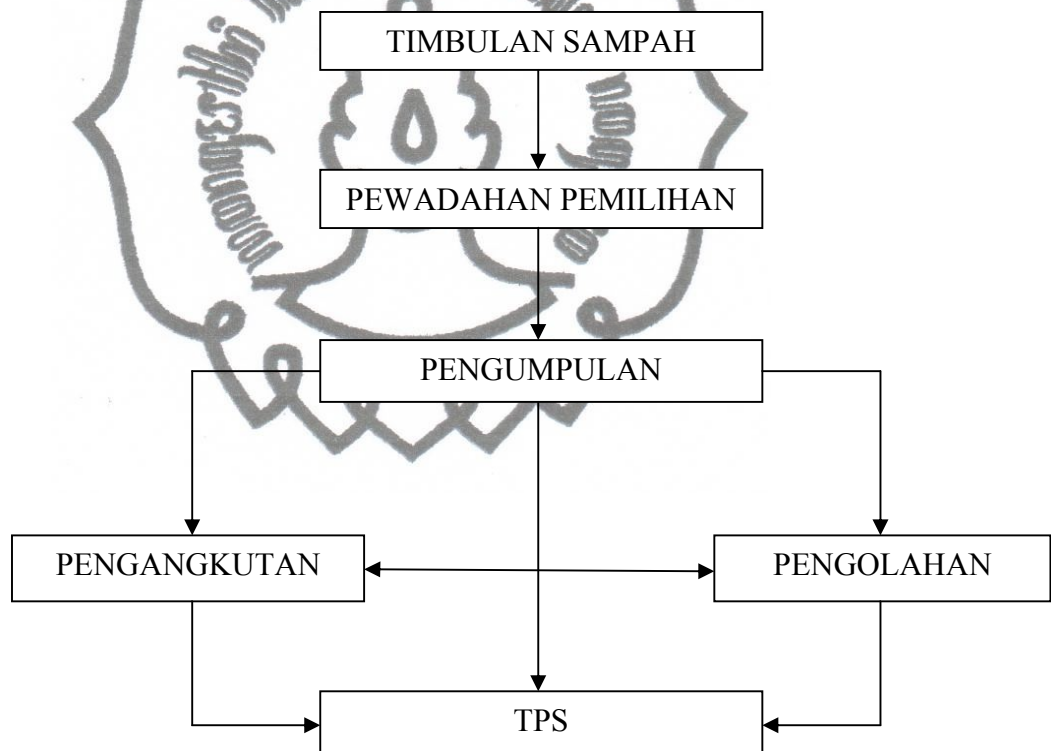 TIMBULAN SAMPAH
PEWADAHAN PEMILIHAN
PENGUMPULAN
PENGANGKUTAN
PENGOLAHAN
TPS